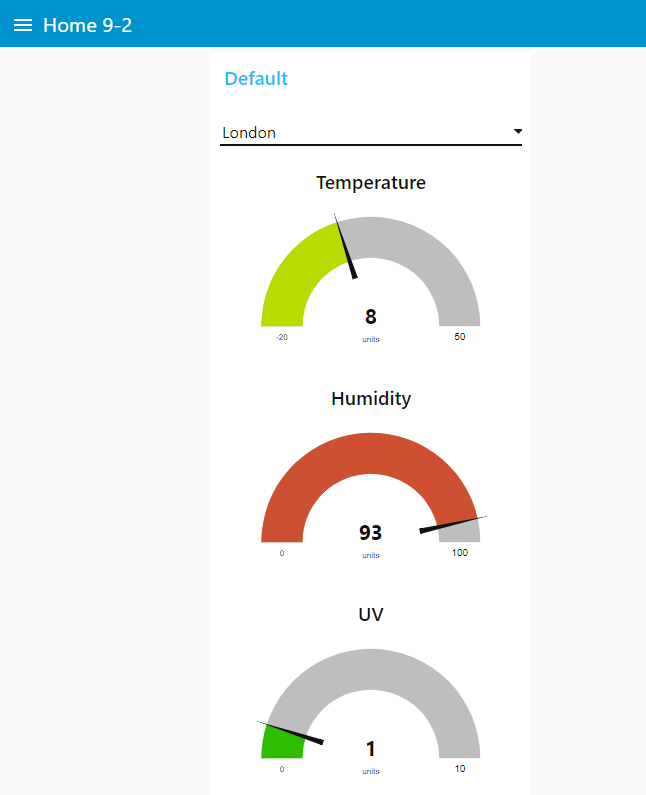 Home 9-2
Default
London
Temperature
8
-20 units 50
Humidity
93
0 units 100
UV
1
0 units 10